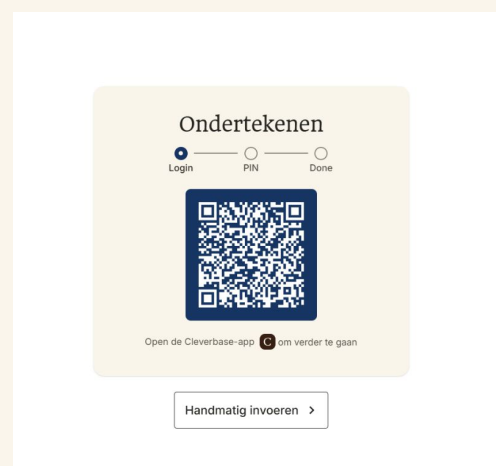 Ondertekenen
Login PIN Done
Open de Cleverbase-app C om verder te gaan
Handmatig invoeren